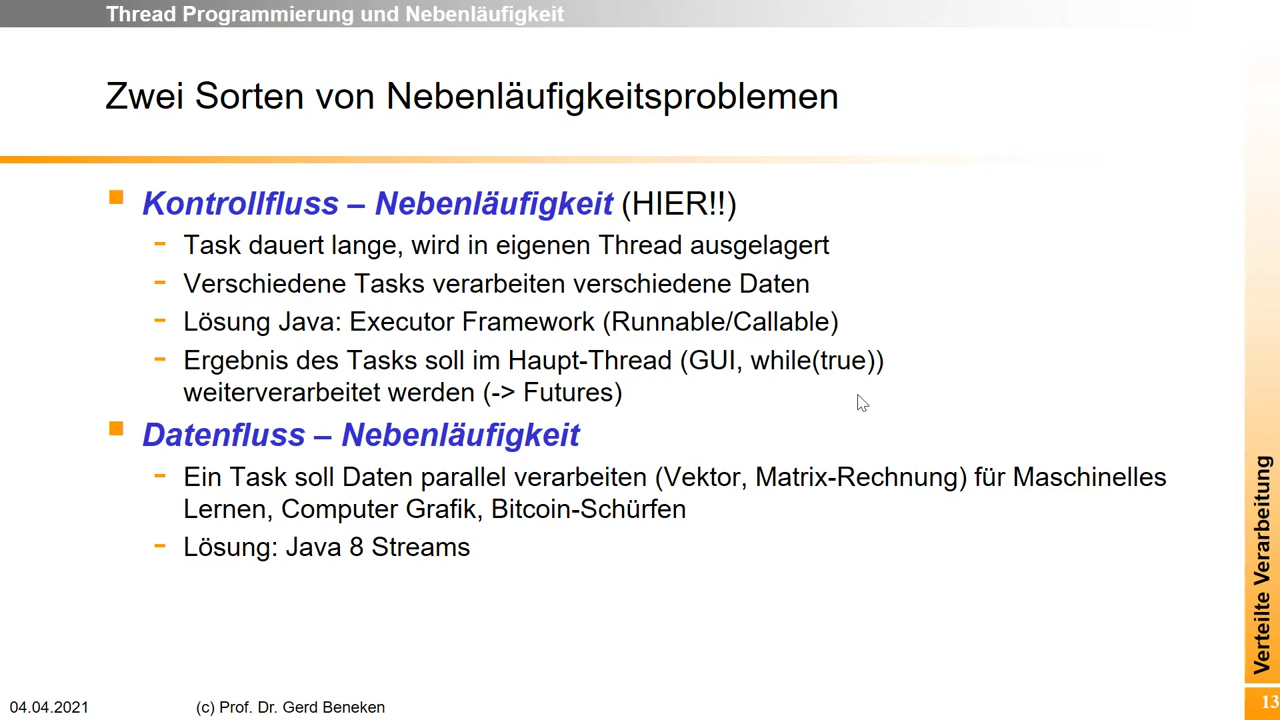 Thread Programmierung und Nebenläufigkeit
Zwei Sorten von Nebenläufigkeitsproblemen
Kontrollfluss – Nebenläufigkeit (HIER!!)
- Task dauert lange, wird in eigenen Thread ausgelagert
- Verschiedene Tasks verarbeiten verschiedene Daten
- Lösung Java: Executor Framework (Runnable/Callable)
- Ergebnis des Tasks soll im Haupt-Thread (GUI, while(true))
weiterverarbeitet werden (-> Futures)
Datenfluss – Nebenläufigkeit
- Ein Task soll Daten parallel verarbeiten (Vektor, Matrix-Rechnung) für Maschinelles
Lernen, Computer Grafik, Bitcoin-Schürfen
- Lösung: Java 8 Streams
Verteilte Verarbeitung
04.04.2021
(c) Prof. Dr. Gerd Beneken
13